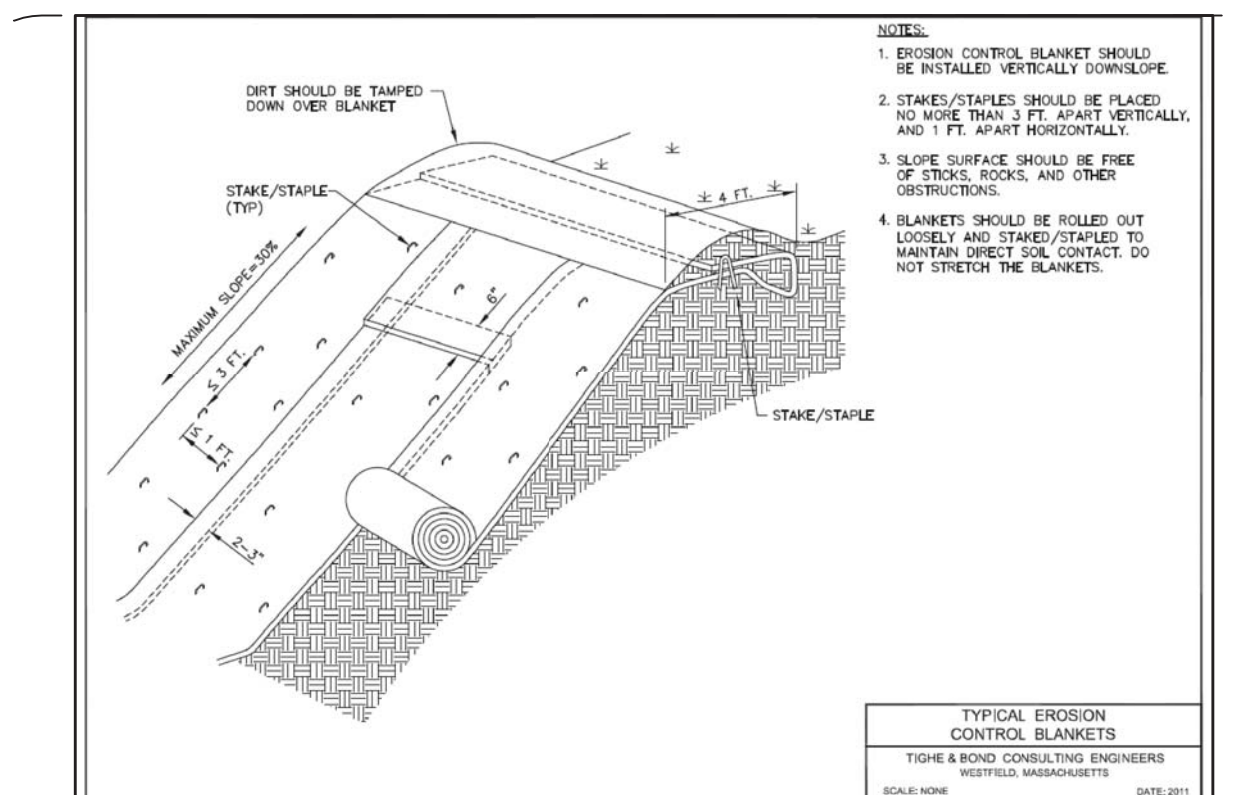 NOTES:
1. EROSION CONTROL BLANKET SHOULD
BE INSTALLED VERTICALLY DOWNSLOPE.
2. STAKES/STAPLES SHOULD BE PLACED
NO MORE THAN 3 FT. APART VERTICALLY,
AND 1 FT. APART HORIZONTALLY.
3. SLOPE SURFACE SHOULD BE FREE
OF STICKS, ROCKS, AND OTHER
OBSTRUCTIONS.
4. BLANKETS SHOULD BE ROLLED OUT
LOOSELY AND STAKED/STAPLED TO
MAINTAIN DIRECT SOIL CONTACT. DO
NOT STRETCH THE BLANKETS.
DIRT SHOULD BE TAMPED
DOWN OVER BLANKET
STAKE/STAPLE
(TYP)
4 FT.
MAXIMUM SLOPE=30%
6"
≤ 3 FT.
≤ 1 FT.
STAKE/STAPLE
2-3"
TYPICAL EROSION
CONTROL BLANKETS
TIGHE & BOND CONSULTING ENGINEERS
WESTFIELD, MASSACHUSETTS
SCALE: NONE
DATE: 2011